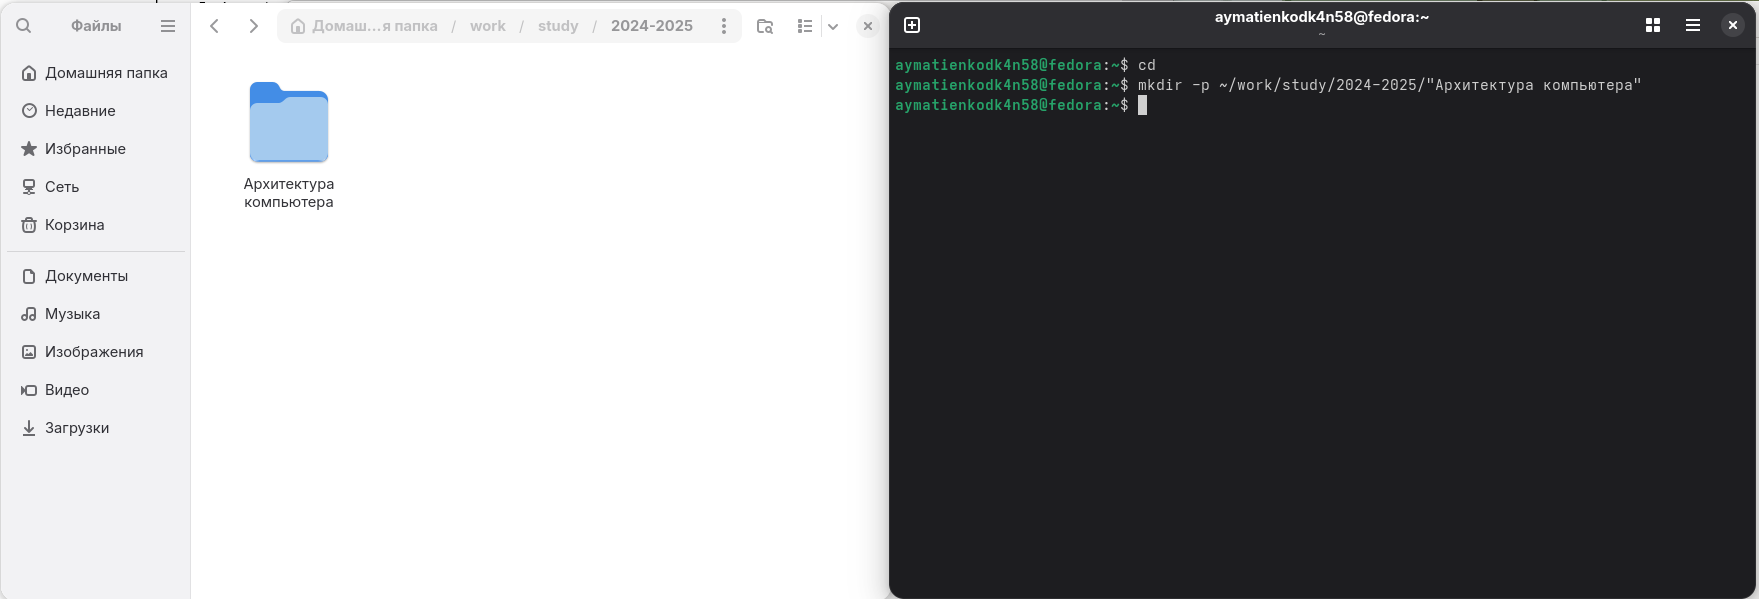 Файлы
Домашняя папка
Недавние
Избранные
Сеть
Корзина
Документы
Музыка
Изображения
Видео
Загрузки
Домаш...я папка / work / study / 2024-2025
Архитектура
компьютера
aymatienkodk4n58@fedora:~
~
aymatienkodk4n58@fedora:~$ cd
aymatienkodk4n58@fedora:~$ mkdir -p ~/work/study/2024-2025/"Архитектура компьютера"
aymatienkodk4n58@fedora:~$